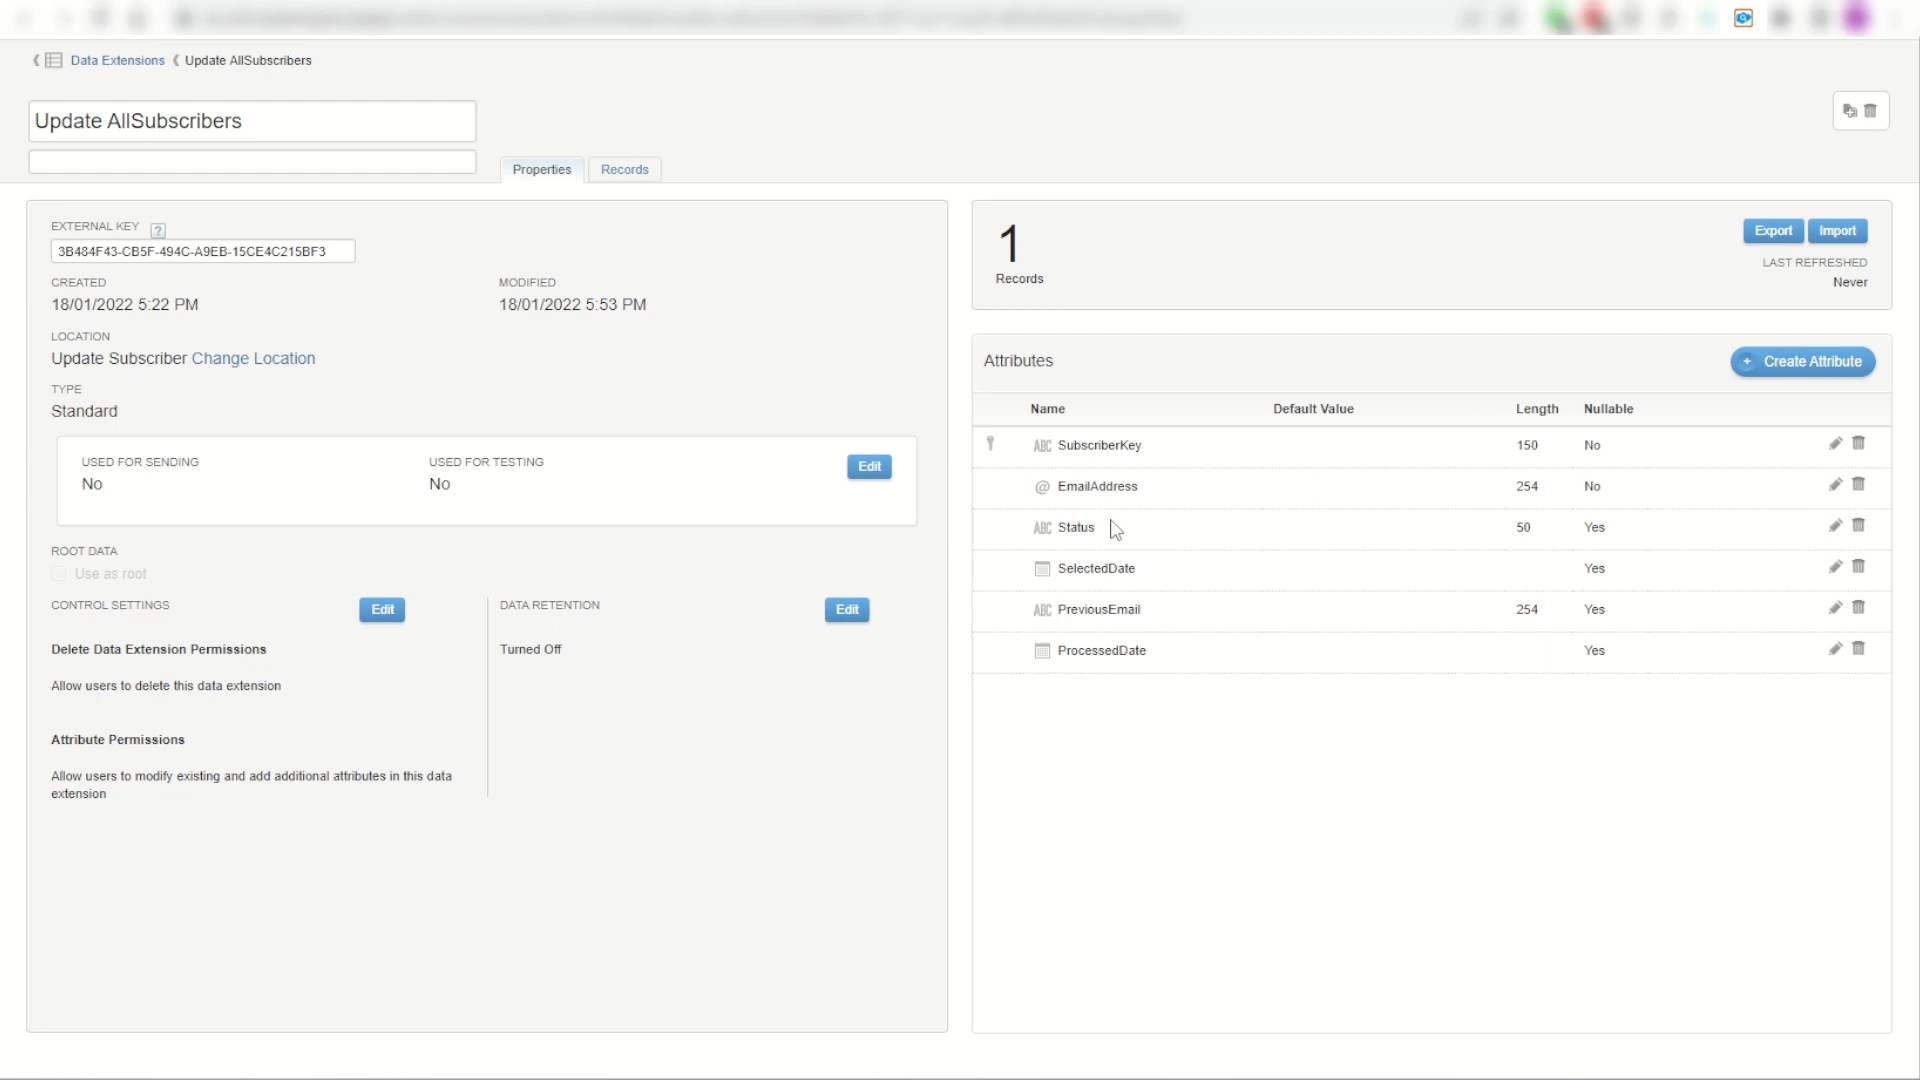 Data Extensions Update AllSubscribers
Update AllSubscribers
Properties Records
EXTERNAL KEY ?
3B484F43-CB5F-494C-A9EB-15CE4C215BF3
CREATED MODIFIED
18/01/2022 5:22 PM 18/01/2022 5:53 PM
LOCATION
Update Subscriber Change Location
TYPE
Standard
USED FOR SENDING USED FOR TESTING Edit
No No
ROOT DATA
Use as root
CONTROL SETTINGS Edit DATA RETENTION Edit
Delete Data Extension Permissions Turned Off
Allow users to delete this data extension
Attribute Permissions
Allow users to modify existing and add additional attributes in this data
extension
1 Export Import
Records LAST REFRESHED
Never
Attributes + Create Attribute
Name Default Value Length Nullable
ABC SubscriberKey 150 No
@ EmailAddress 254 No
ABC Status 50 Yes
SelectedDate Yes
ABC PreviousEmail 254 Yes
ProcessedDate Yes